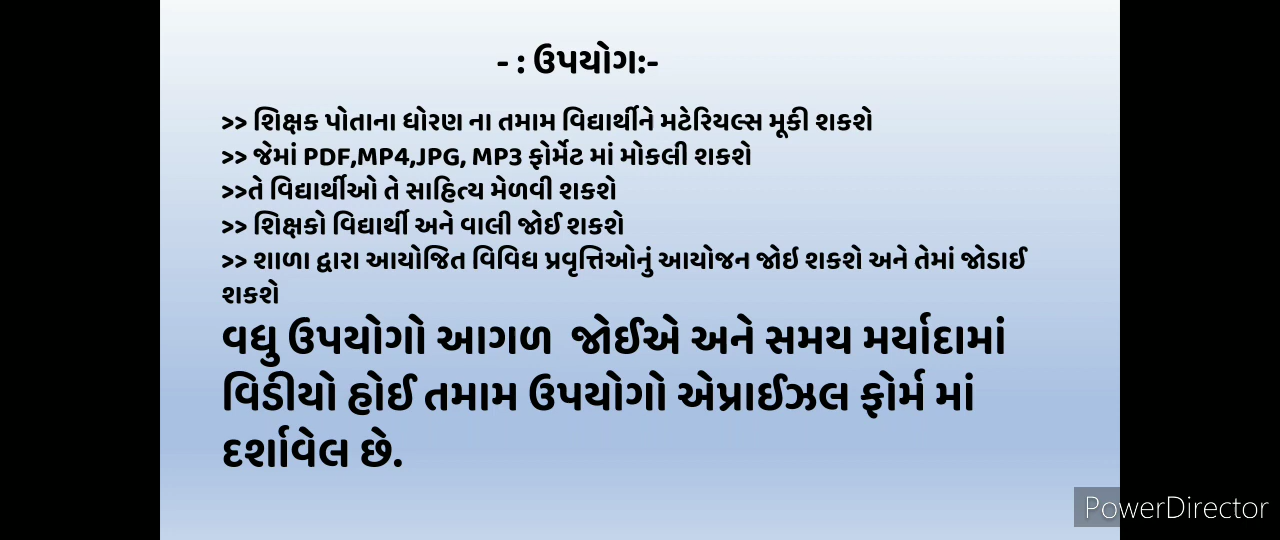 - : ઉપયોગ:-
>> શિક્ષક પોતાના ધોરણ ના તમામ વિદ્યાર્થીને મટેરિયલ્સ મૂકી શકશે
>> જેમાં PDF,MP4,JPG, MP3 ફોર્મેટ માં મોકલી શકશે
>>તે વિદ્યાર્થીઓ તે સાહિત્ય મેળવી શકશે
>> શિક્ષકો વિદ્યાર્થી અને વાલી જોઈ શકશે
>> શાળા દ્વારા આયોજિત વિવિધ પ્રવૃત્તિઓનું આયોજન જોઇ શકશે અને તેમાં જોડાઈ
શકશે
વધુ ઉપયોગો આગળ જોઈએ અને સમય મર્યાદામાં
વિડીયો હોઈ તમામ ઉપયોગો એપ્રાઈઝલ ફોર્મ માં
દર્શાવેલ છે.
PowerDirector